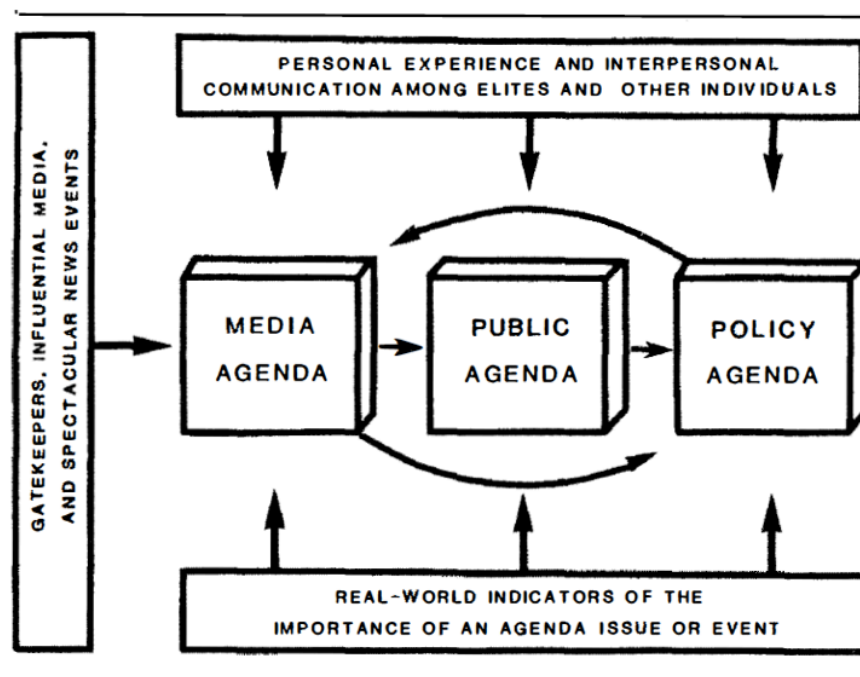 PERSONAL EXPERIENCE AND INTERPERSONAL
COMMUNICATION AMONG ELITES AND OTHER INDIVIDUALS
GATEKEEPERS, INFLUENTIAL MEDIA,
AND SPECTACULAR NEWS EVENTS
MEDIA
AGENDA
PUBLIC
AGENDA
POLICY
AGENDA
REAL-WORLD INDICATORS OF THE
IMPORTANCE OF AN AGENDA ISSUE OR EVENT